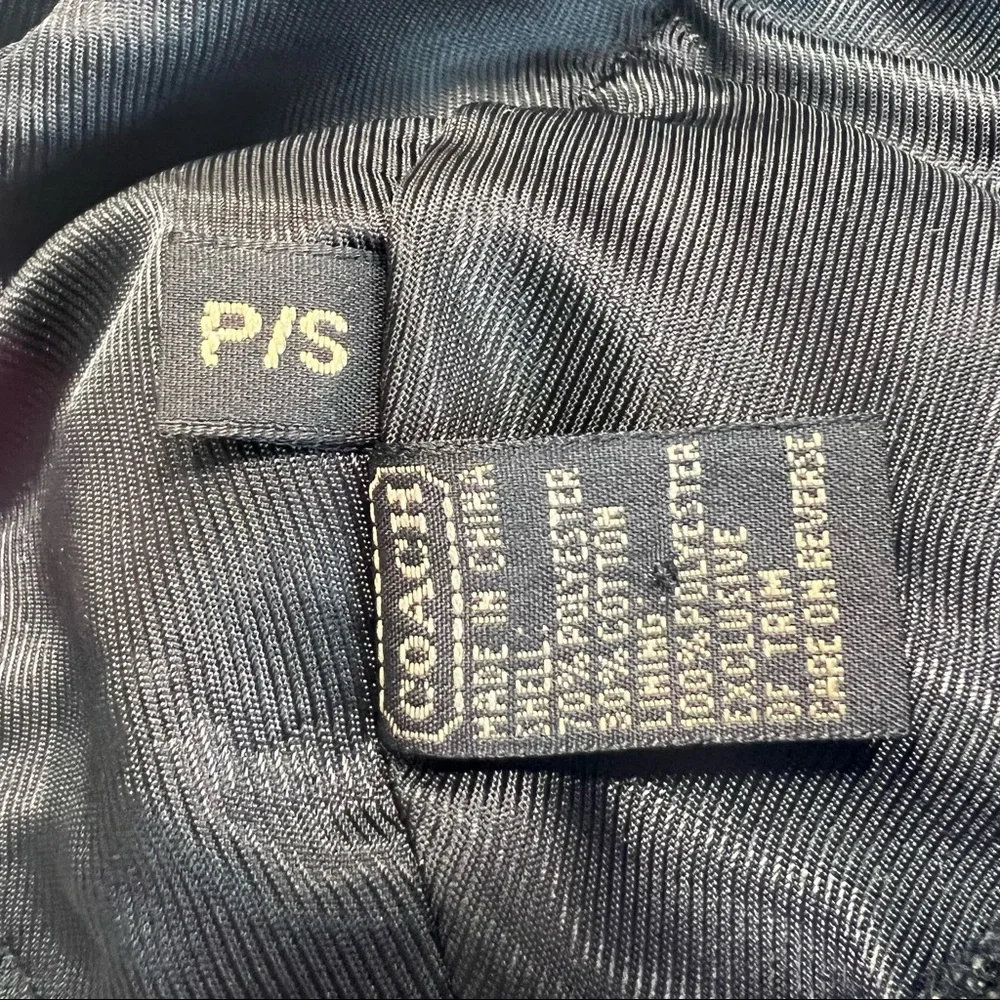 P/S
COACH
MADE IN CHINA
SHELL:
70% POLYESTER
30% COTTON
LINING:
100% POLYESTER
EXCLUSIVE
OF TRIM
CARE ON REVERSE